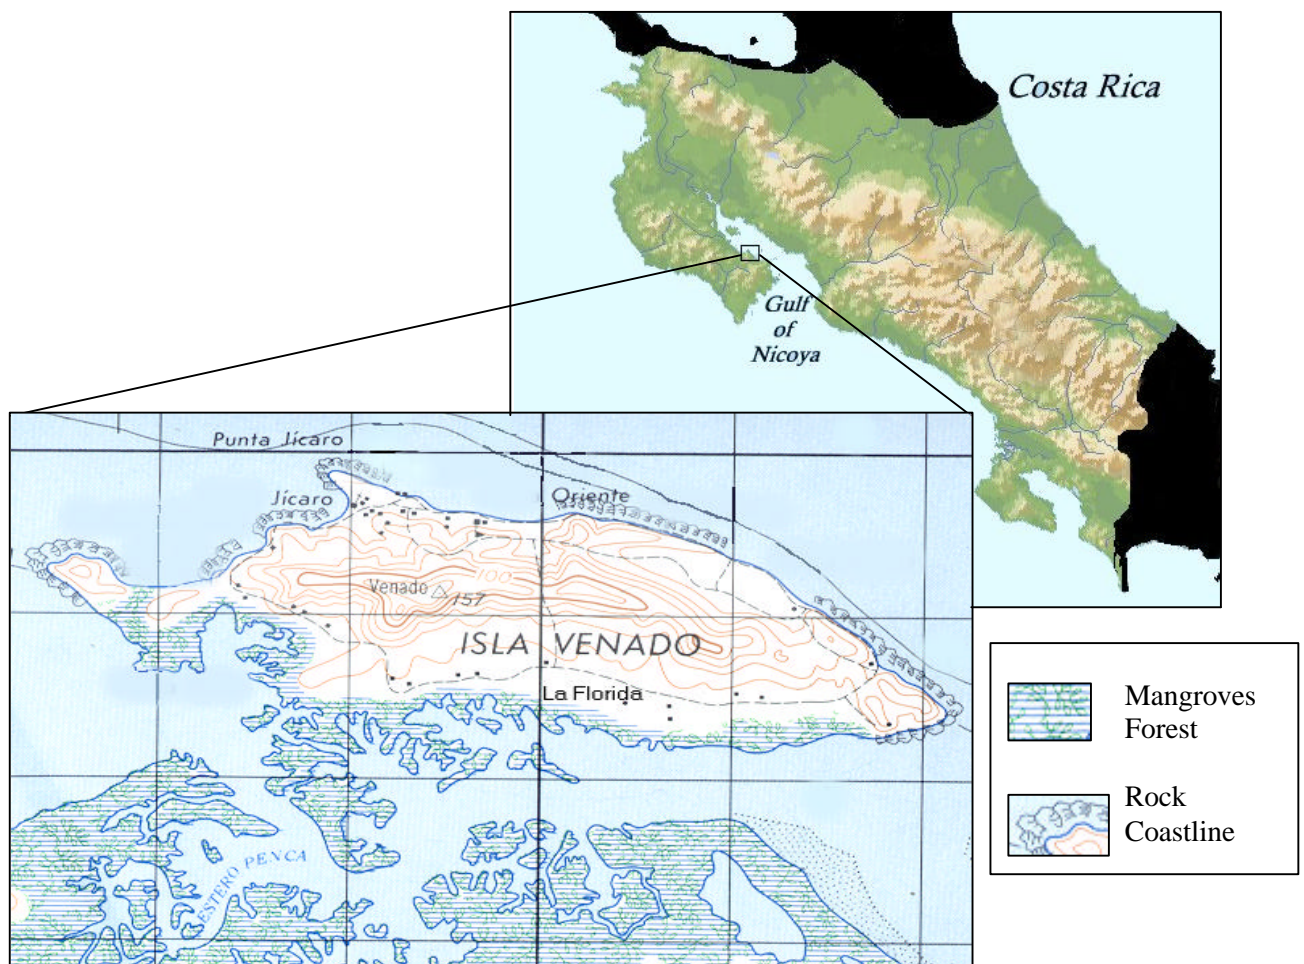 Costa Rica
Gulf
of
Nicoya
Punta Jícaro
Jícaro
Oriente
Venado
100
157
ISLA VENADO
La Florida
ESTERO PENCA
Mangroves
Forest
Rock
Coastline